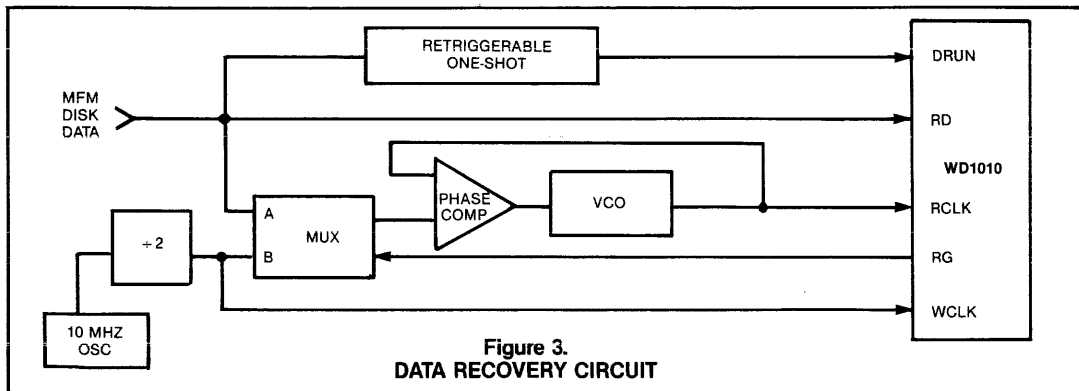 RETRIGGERABLE
ONE-SHOT
DRUN
MFM
DISK
DATA
RD
WD1010
PHASE
COMP
VCO
A
MUX
B
RCLK
÷2
RG
WCLK
10 MHZ
OSC
Figure 3.
DATA RECOVERY CIRCUIT